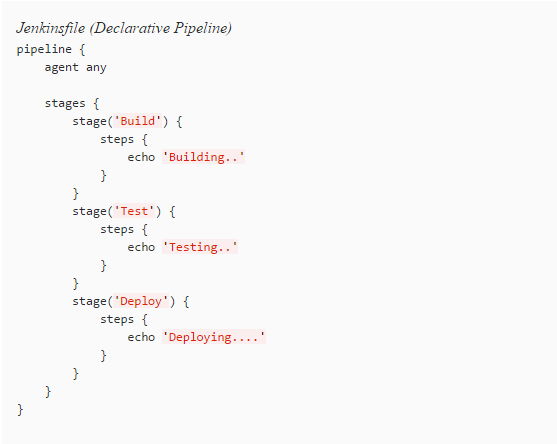 Jenkinsfile (Declarative Pipeline)
pipeline {
    agent any

    stages {
        stage('Build') {
            steps {
                echo 'Building..'
            }
        }
        stage('Test') {
            steps {
                echo 'Testing..'
            }
        }
        stage('Deploy') {
            steps {
                echo 'Deploying....'
            }
        }
    }
}